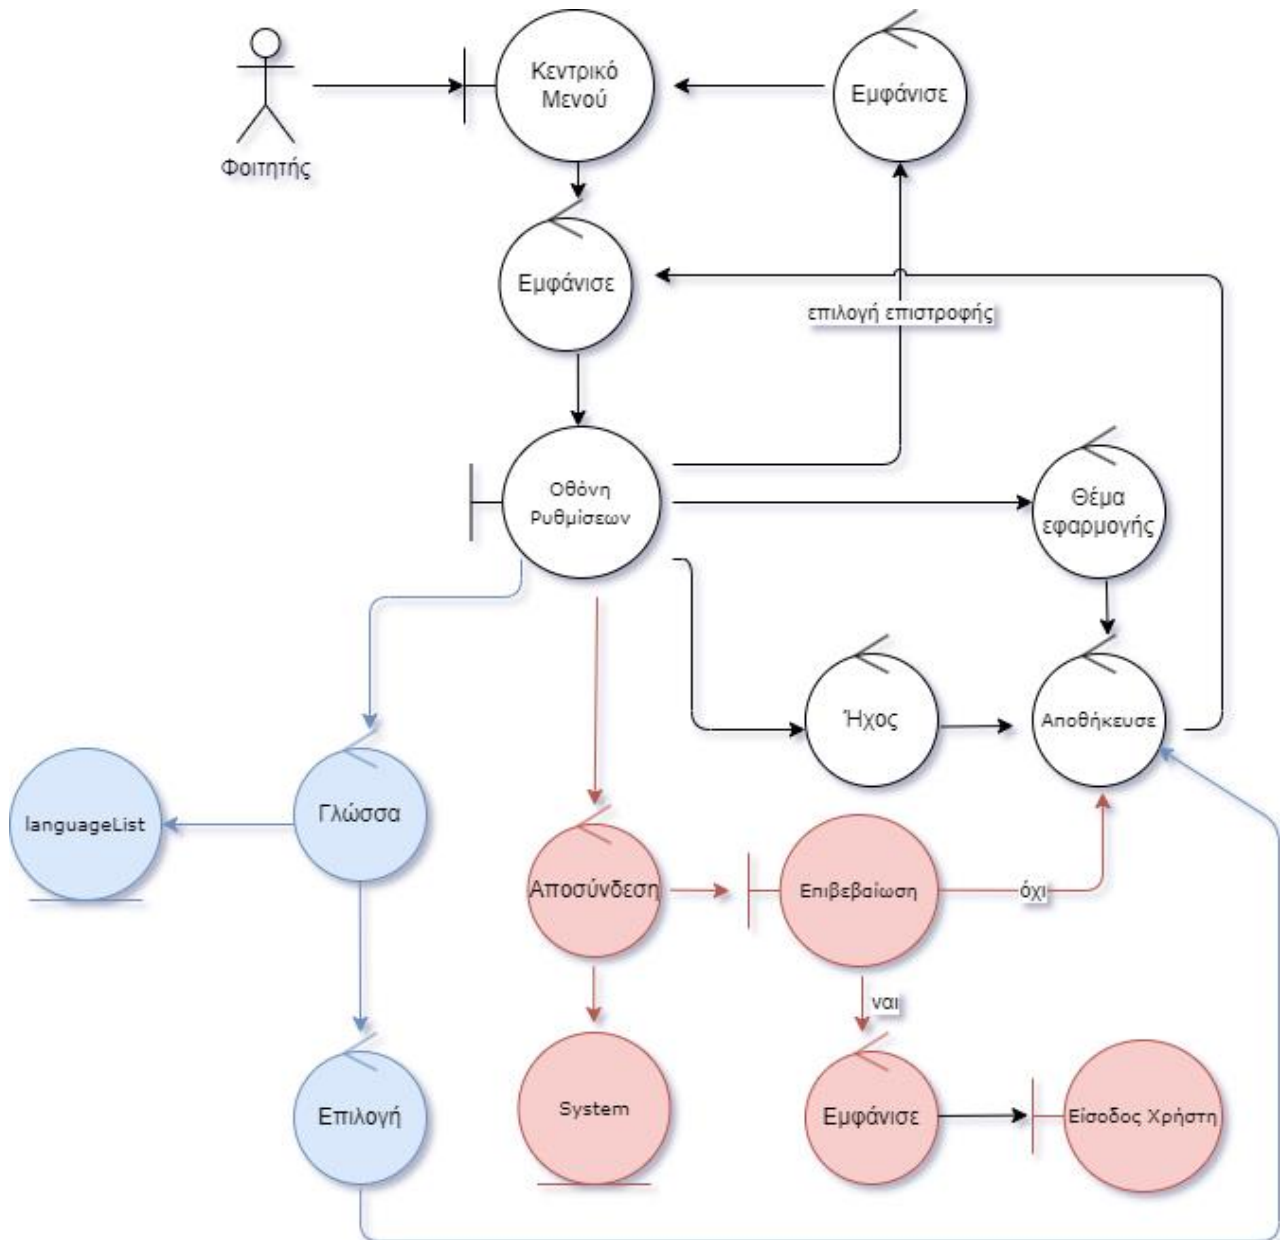 Κεντρικό
Μενού
Εμφάνισε
Φοιτητής
Εμφάνισε
επιλογή επιστροφής
Οθόνη
Ρυθμίσεων
Θέμα
εφαρμογής
Ήχος
Αποθήκευσε
languageList
Γλώσσα
Αποσύνδεση
Επιβεβαίωση
όχι
ναι
Επιλογή
System
Εμφάνισε
Είσοδος Χρήστη